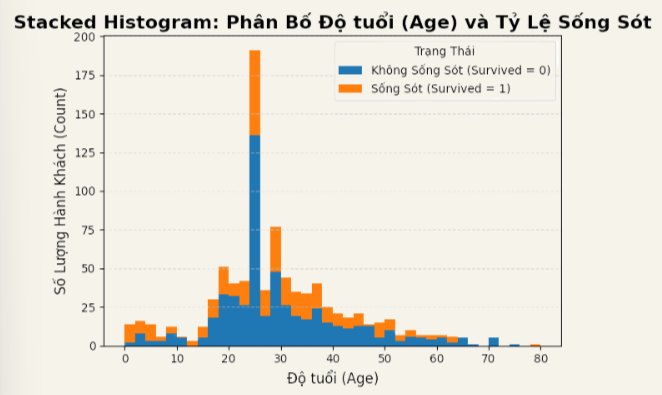 Stacked Histogram: Phân Bố Độ tuổi (Age) và Tỷ Lệ Sống Sót
Trạng Thái
Không Sống Sót (Survived = 0)
Sống Sót (Survived = 1)
Số Lượng Hành Khách (Count)
200
175
150
125
100
75
50
25
0
0 10 20 30 40 50 60 70 80
Độ tuổi (Age)